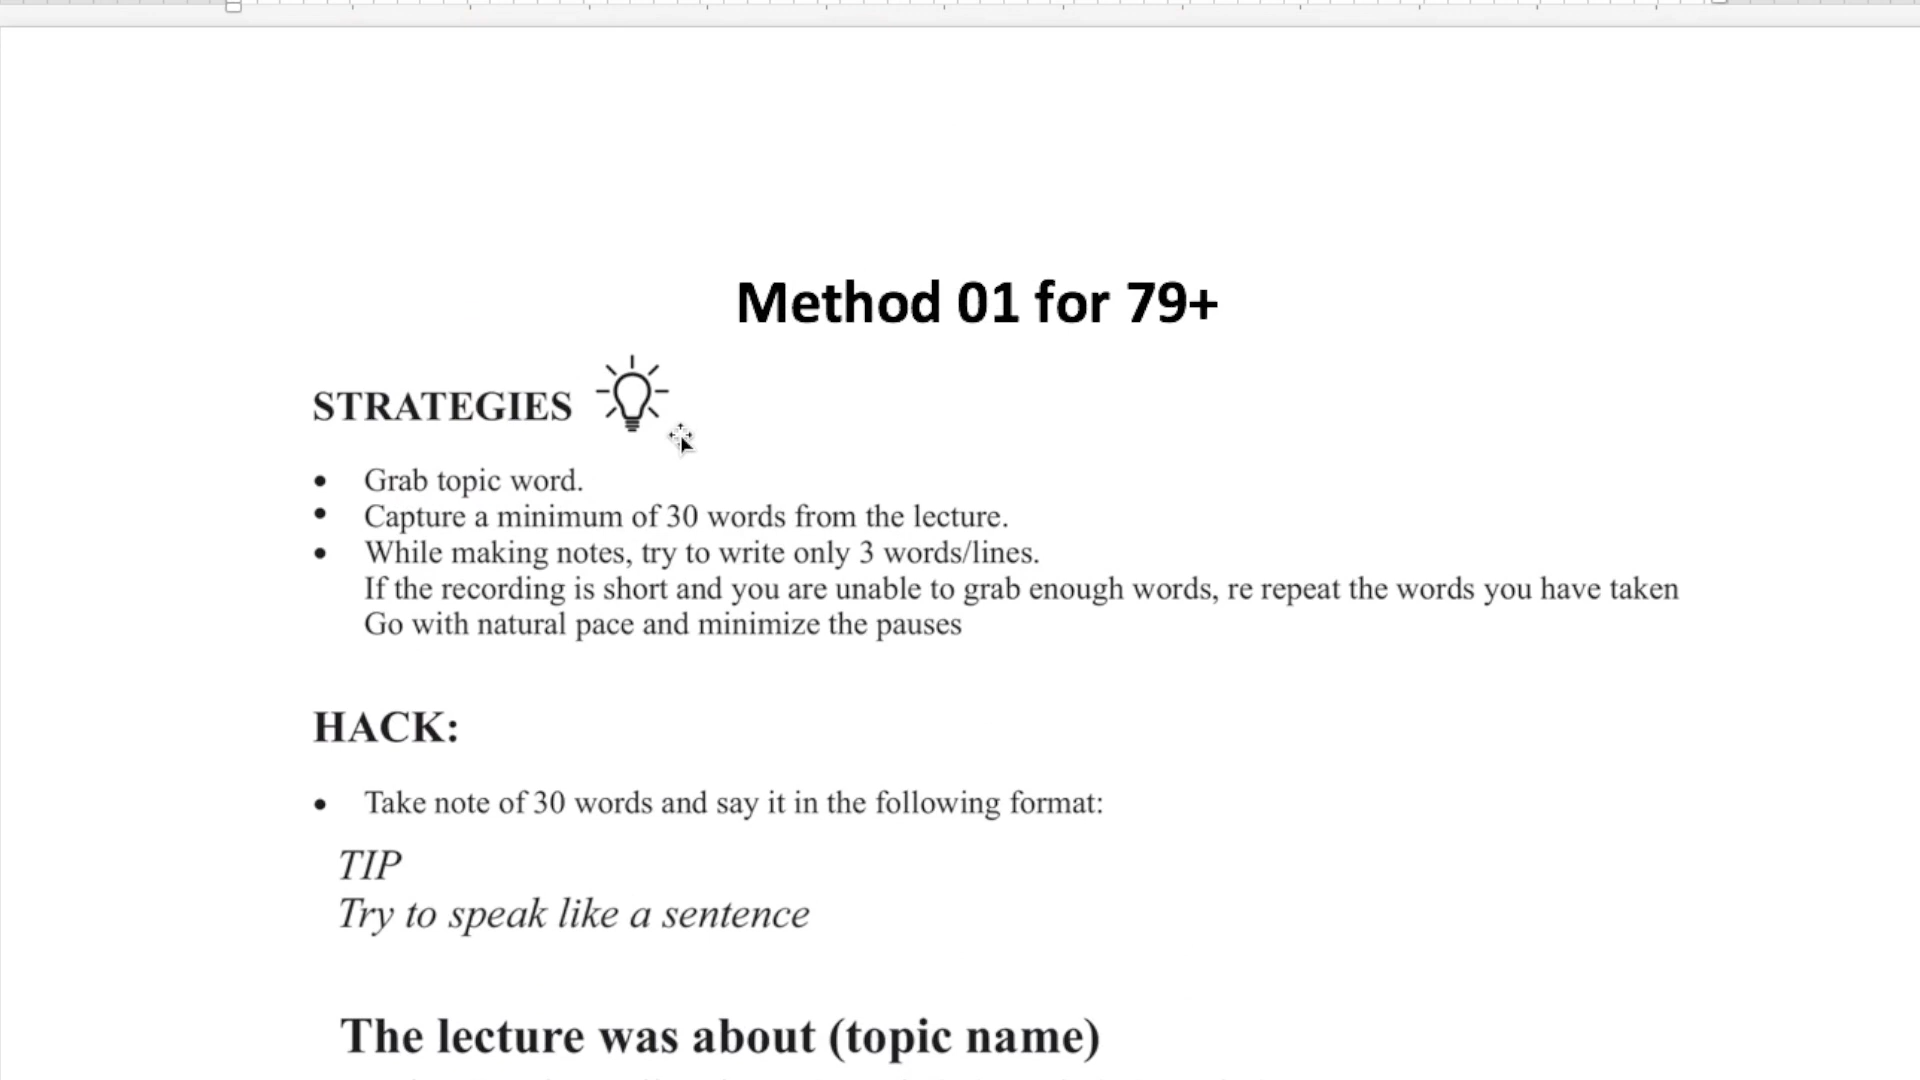 Method 01 for 79+
STRATEGIES
• Grab topic word.
• Capture a minimum of 30 words from the lecture.
• While making notes, try to write only 3 words/lines.
If the recording is short and you are unable to grab enough words, re repeat the words you have taken
Go with natural pace and minimize the pauses
HACK:
• Take note of 30 words and say it in the following format:
TIP
Try to speak like a sentence
The lecture was about (topic name)